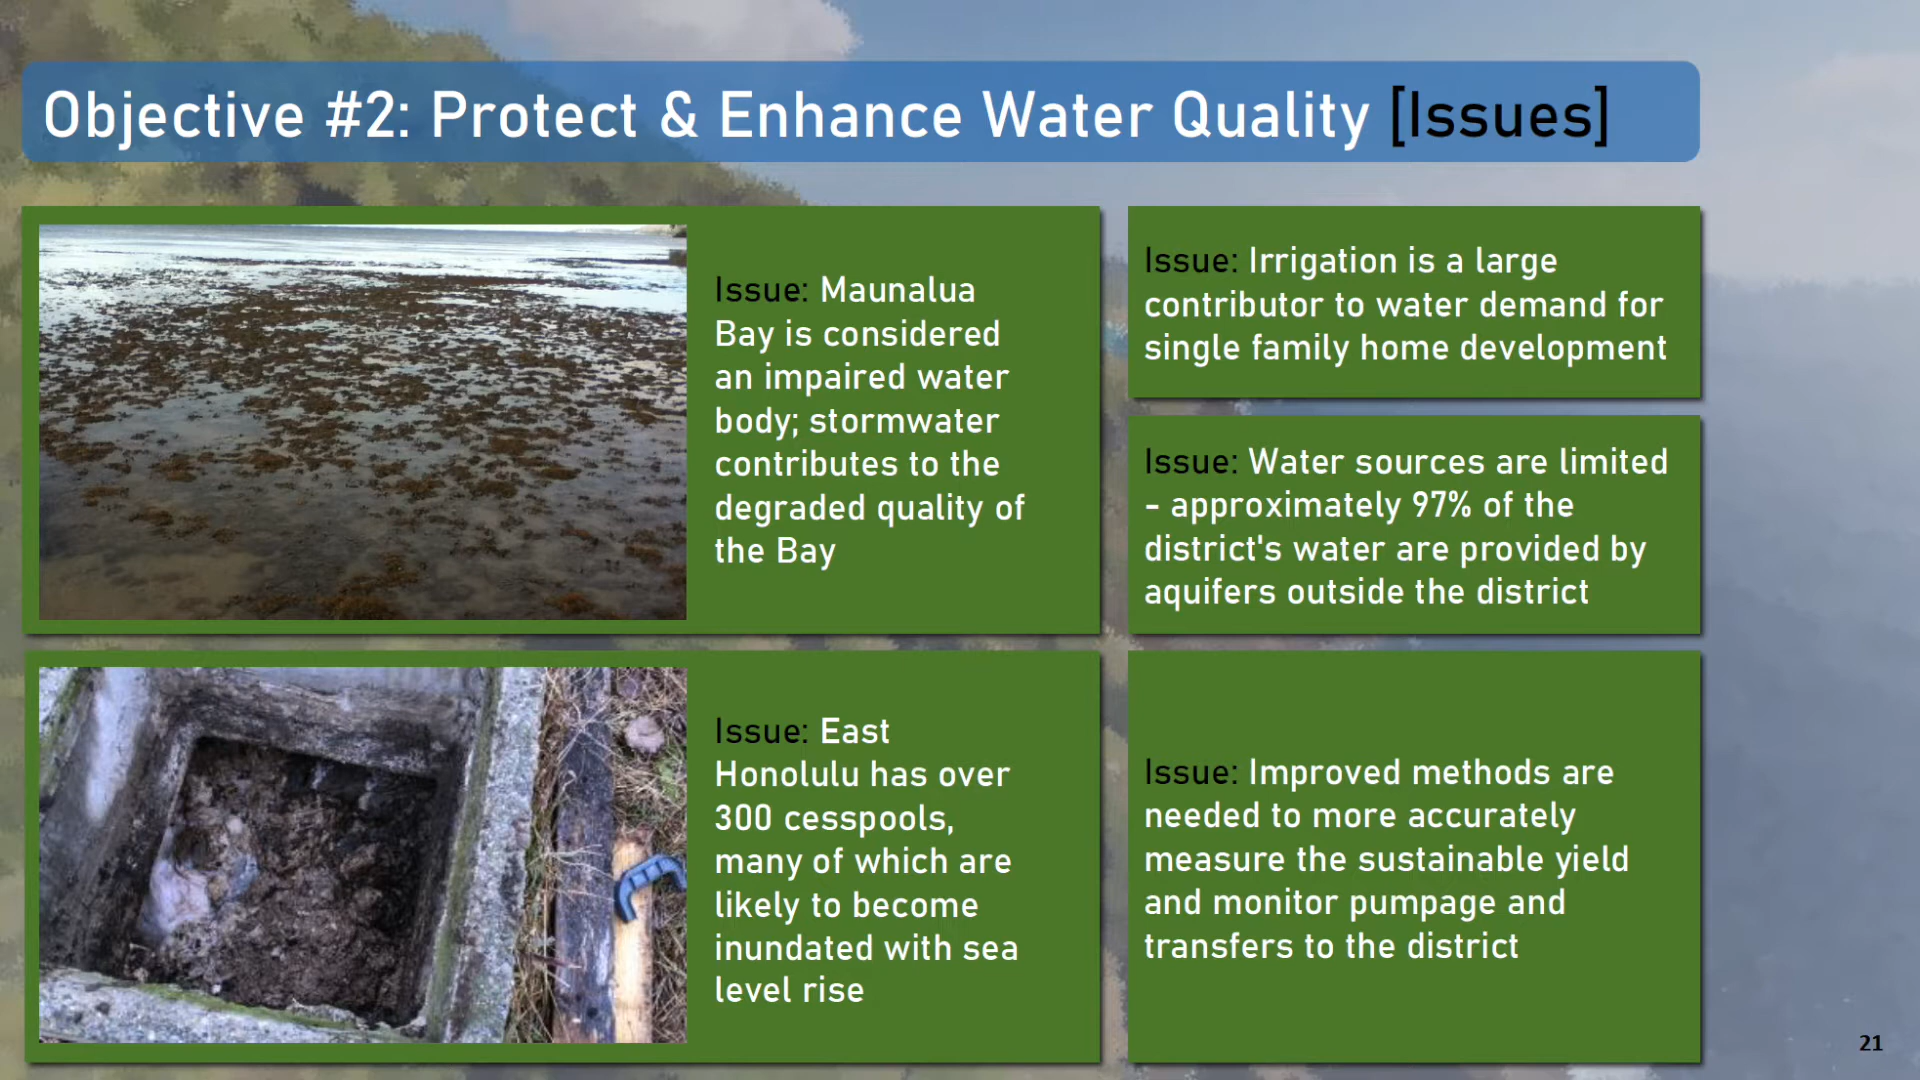 Objective #2: Protect & Enhance Water Quality [Issues]
Issue: Maunalua
Bay is considered
an impaired water
body; stormwater
contributes to the
degraded quality of
the Bay
Issue: Irrigation is a large
contributor to water demand for
single family home development
Issue: Water sources are limited
- approximately 97% of the
district's water are provided by
aquifers outside the district
Issue: East
Honolulu has over
300 cesspools,
many of which are
likely to become
inundated with sea
level rise
Issue: Improved methods are
needed to more accurately
measure the sustainable yield
and monitor pumpage and
transfers to the district
21